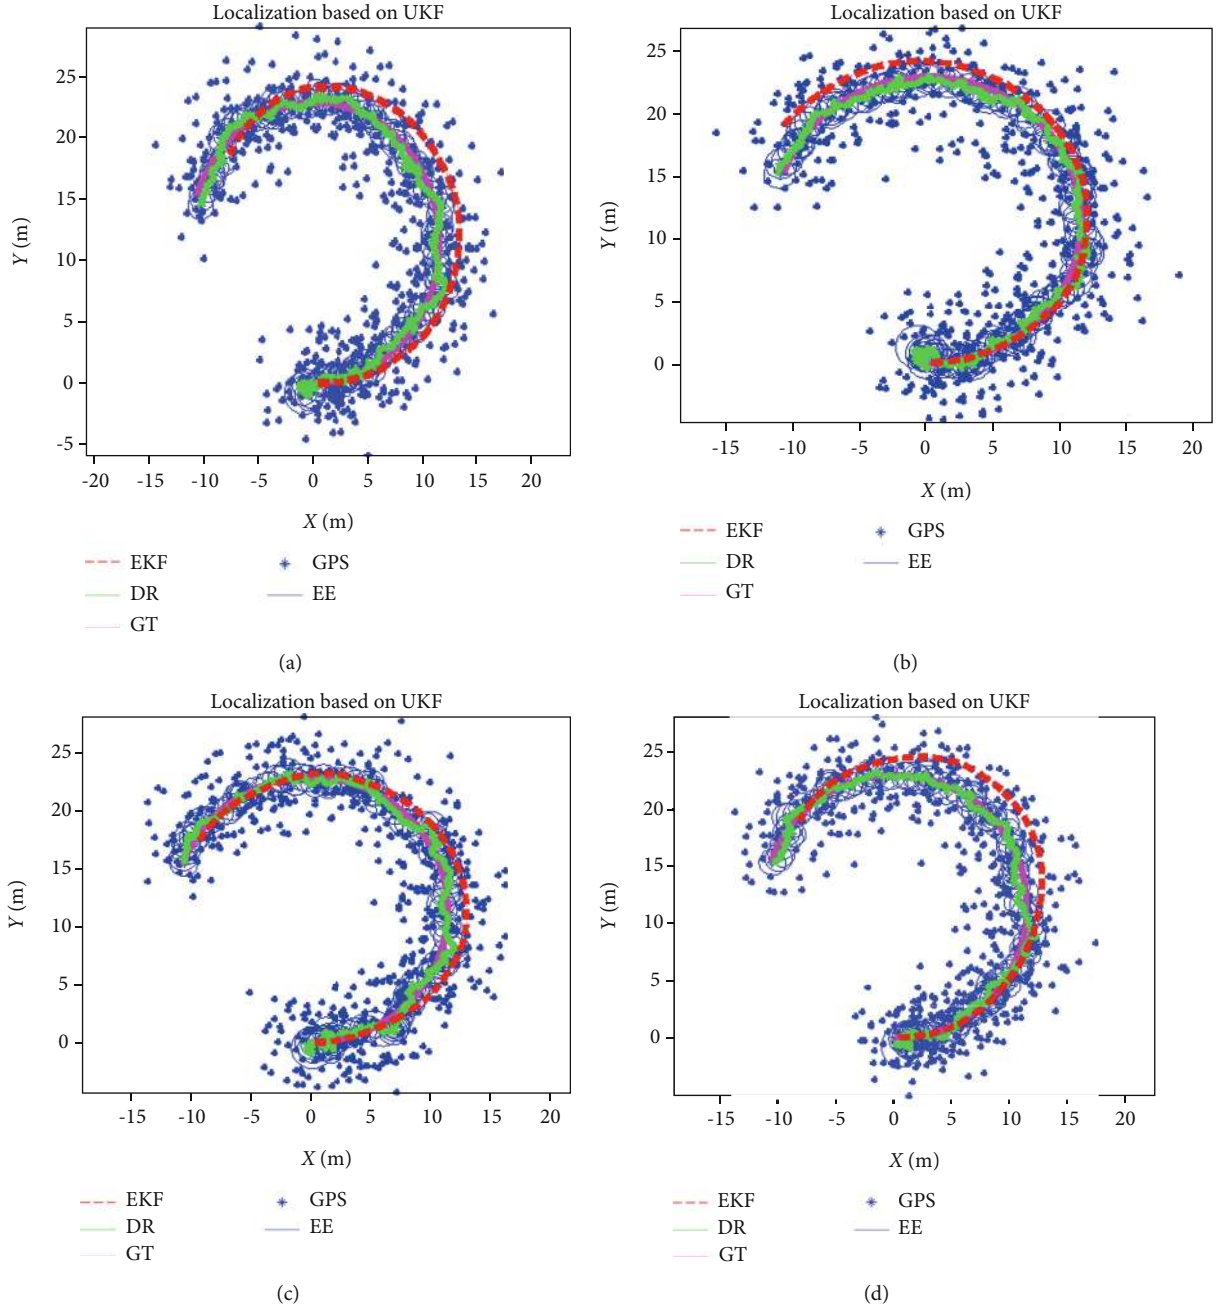 Localization based on UKF
25
20
15
10
5
0
-5
Y (m)
-20 -15 -10 -5 0 5 10 15 20
X (m)
EKF GPS
DR EE
GT
(a)
Localization based on UKF
25
20
15
10
5
0
Y (m)
-15 -10 -5 0 5 10 15 20
X (m)
EKF GPS
DR EE
GT
(b)
Localization based on UKF
25
20
15
10
5
0
Y (m)
-15 -10 -5 0 5 10 15 20
X (m)
EKF GPS
DR EE
GT
(c)
Localization based on UKF
25
20
15
10
5
0
Y (m)
-15 -10 -5 0 5 10 15 20
X (m)
EKF GPS
DR EE
GT
(d)